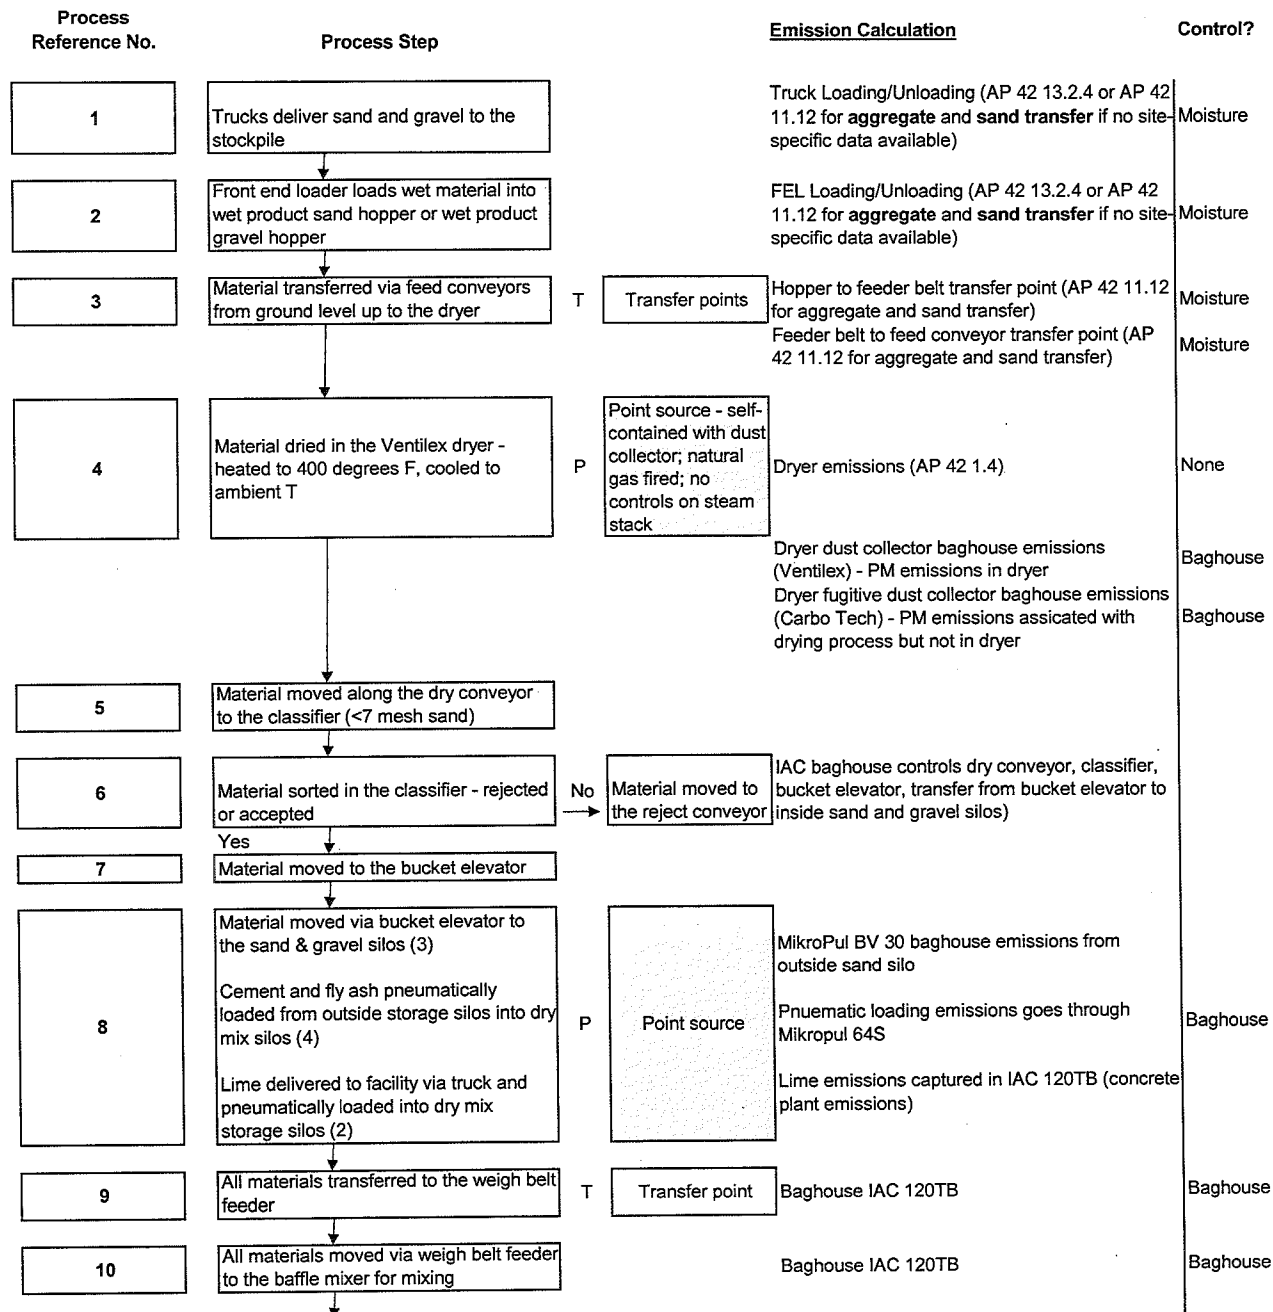 Process
Reference No.
Process Step
Emission Calculation
Control?
1
Trucks deliver sand and gravel to the
stockpile
Truck Loading/Unloading (AP 42 13.2.4 or AP 42
11.12 for aggregate and sand transfer if no site-
specific data available)
Moisture
2
Front end loader loads wet material into
wet product sand hopper or wet product
gravel hopper
FEL Loading/Unloading (AP 42 13.2.4 or AP 42
11.12 for aggregate and sand transfer if no site-
specific data available)
Moisture
3
Material transferred via feed conveyors
from ground level up to the dryer
T
Transfer points
Hopper to feeder belt transfer point (AP 42 11.12
for aggregate and sand transfer)
Moisture
Feeder belt to feed conveyor transfer point (AP
42 11.12 for aggregate and sand transfer)
Moisture
4
Material dried in the Ventilex dryer -
heated to 400 degrees F, cooled to
ambient T
P
Point source - self-
contained with dust
collector; natural
gas fired; no
controls on steam
stack
Dryer emissions (AP 42 1.4)
None
Dryer dust collector baghouse emissions
(Ventilex) - PM emissions in dryer
Baghouse
Dryer fugitive dust collector baghouse emissions
(Carbo Tech) - PM emissions assicated with
drying process but not in dryer
Baghouse
5
Material moved along the dry conveyor
to the classifier (<7 mesh sand)
6
Material sorted in the classifier - rejected
or accepted
No
Material moved to
the reject conveyor
IAC baghouse controls dry conveyor, classifier,
bucket elevator, transfer from bucket elevator to
inside sand and gravel silos)
Yes
7
Material moved to the bucket elevator
8
Material moved via bucket elevator to
the sand & gravel silos (3)
Cement and fly ash pneumatically
loaded from outside storage silos into dry
mix silos (4)
Lime delivered to facility via truck and
pneumatically loaded into dry mix
storage silos (2)
P
Point source
MikroPul BV 30 baghouse emissions from
outside sand silo
Pnuematic loading emissions goes through
Mikropul 64S
Lime emissions captured in IAC 120TB (concrete
plant emissions)
Baghouse
9
All materials transferred to the weigh belt
feeder
T
Transfer point
Baghouse IAC 120TB
Baghouse
10
All materials moved via weigh belt feeder
to the baffle mixer for mixing
Baghouse IAC 120TB
Baghouse